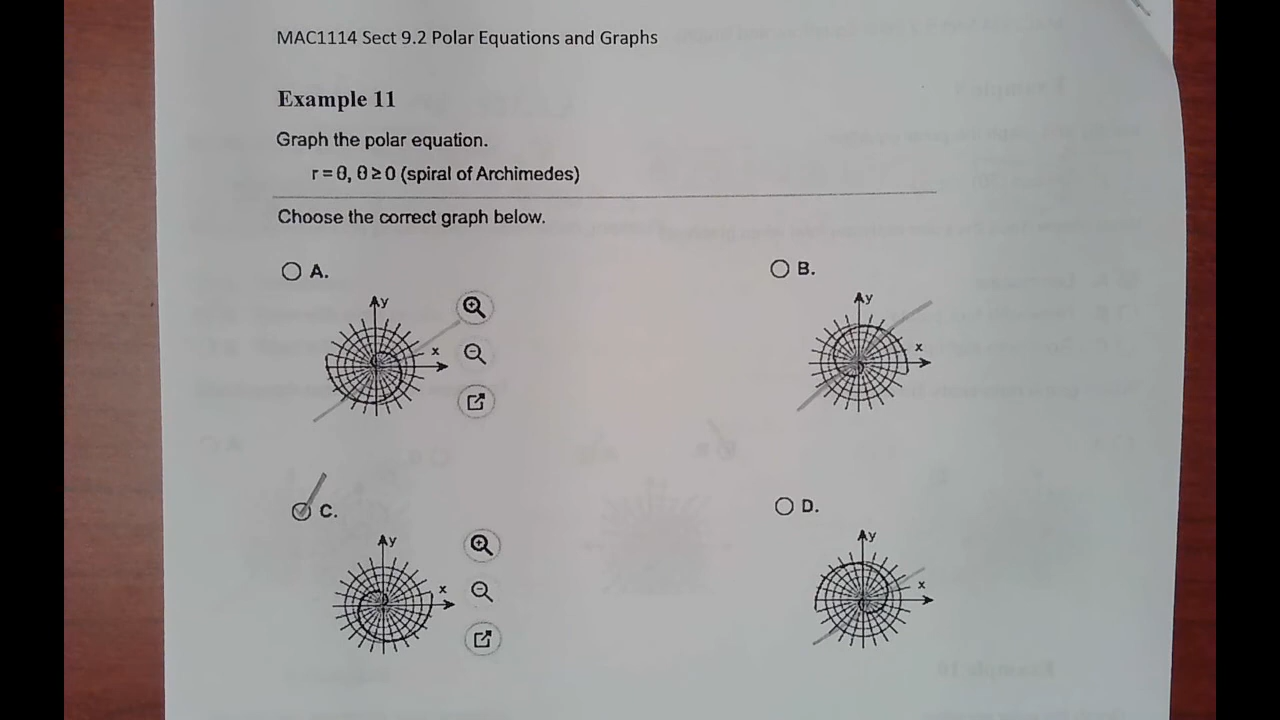 MAC1114 Sect 9.2 Polar Equations and Graphs
Example 11
Graph the polar equation.
r = θ, θ ≥ 0 (spiral of Archimedes)
Choose the correct graph below.
A.
B.
y
x
y
x
C.
D.
y
x
y
x